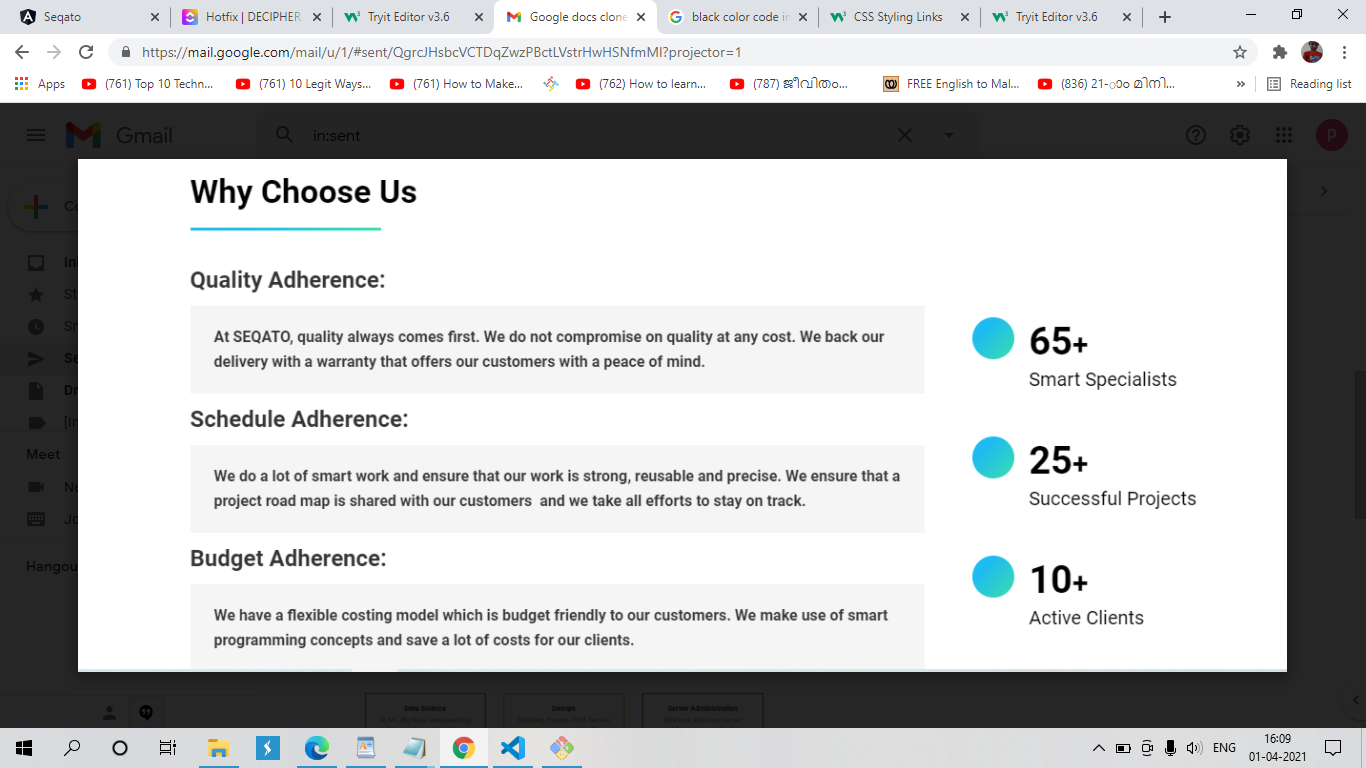 Seqato
Hotfix | DECIPHER
Tryit Editor v3.6
Google docs clone
black color code in
CSS Styling Links
Tryit Editor v3.6
https://mail.google.com/mail/u/1/#sent/QgrcJHsbcVCTDqZwzPBctLVstrHwHSNfmMl?projector=1
Apps
(761) Top 10 Techn...
(761) 10 Legit Ways...
(761) How to Make...
(762) How to learn...
(787) ജീവിതം...
FREE English to Mal...
(836) 21-ാം മിനി...
Reading list
Gmail
in:sent
p
Why Choose Us
Quality Adherence:
At SEQATO, quality always comes first. We do not compromise on quality at any cost. We back our
delivery with a warranty that offers our customers with a peace of mind.
65+
Smart Specialists
Schedule Adherence:
We do a lot of smart work and ensure that our work is strong, reusable and precise. We ensure that a
project road map is shared with our customers and we take all efforts to stay on track.
25+
Successful Projects
Budget Adherence:
We have a flexible costing model which is budget friendly to our customers. We make use of smart
programming concepts and save a lot of costs for our clients.
10+
Active Clients
Meet
Hangou
Data Science
Devops
Server Administration
ENG
16:09
01-04-2021